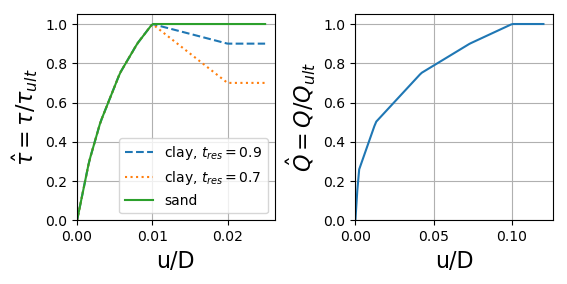 1.0
0.8
0.6
0.4
0.2
0.0
0.00
0.01
0.02
u/D
τ̂ = τ/τ_ult
clay, t_res = 0.9
clay, t_res = 0.7
sand
1.0
0.8
0.6
0.4
0.2
0.0
0.00
0.05
0.10
u/D
Q̂ = Q/Q_ult